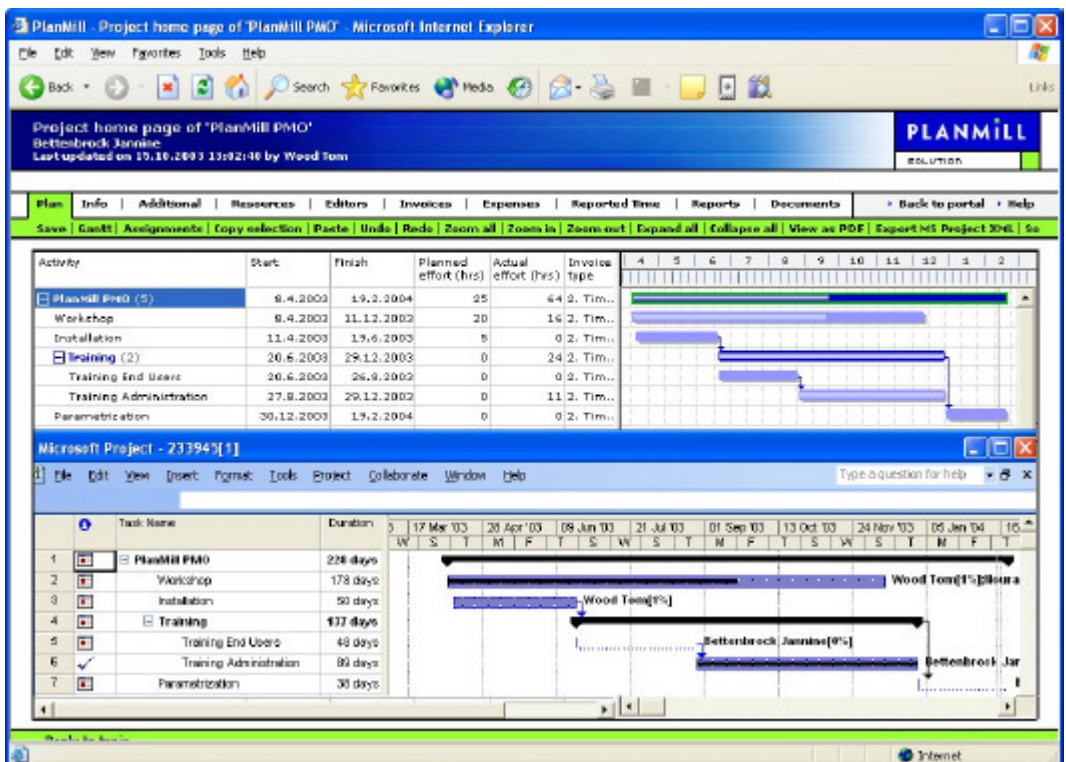 PlanMill - Project home page of 'PlanMill PMO' - Microsoft Internet Explorer
File Edit View Favorites Tools Help
Back Search Favorites Media Links
Project home page of 'PlanMill PMO'
Bettenbrock Jannine
Last updated on 15.10.2003 13:02:40 by Wood Tom
PLANMILL
SOLUTION
Plan Info | Additional | Resources | Editors | Invoices | Expenses | Reported Time | Reports | Documents Back to portal Help
Save | Gantt | Assignments | Copy selection | Paste | Undo | Redo | Zoom all | Zoom in | Zoom out | Expand all | Collapse all | View as PDF | Export MS Project XML | So
Activity Start Finish Planned effort (hrs) Actual effort (hrs) Invoice type 4 5 6 7 8 9 10 11 12 1 2
PlanMill PMO (5) 8.4.2003 19.2.2004 25 64 2. Tim..
Workshop 8.4.2003 11.12.2003 20 16 2. Tim..
Installation 11.4.2003 19.6.2003 5 0 2. Tim..
Training (2) 20.6.2003 29.12.2003 0 24 2. Tim..
Training End Users 20.6.2003 26.8.2003 0 0 2. Tim..
Training Administration 27.8.2003 29.12.2003 0 11 2. Tim..
Parametrization 30.12.2003 19.2.2004 0 0 2. Tim..
Microsoft Project - 233945[1]
File Edit View Insert Format Tools Project Collaborate Window Help Type a question for help
Task Name Duration 17 Mar '03 28 Apr '03 09 Jun '03 21 Jul '03 01 Sep '03 13 Oct '03 24 Nov '03 05 Jan '04 16
W S T M F T S W S T M F T S W S T M F T
1 PlanMill PMO 228 days
2 Workshop 178 days Wood Tom[1%];Noura
3 Installation 50 days Wood Tom[1%]
4 Training 137 days
5 Training End Users 48 days Bettenbrock Jannine[0%]
6 Training Administration 89 days Bettenbrock Jar
7 Parametrization 38 days
Internet